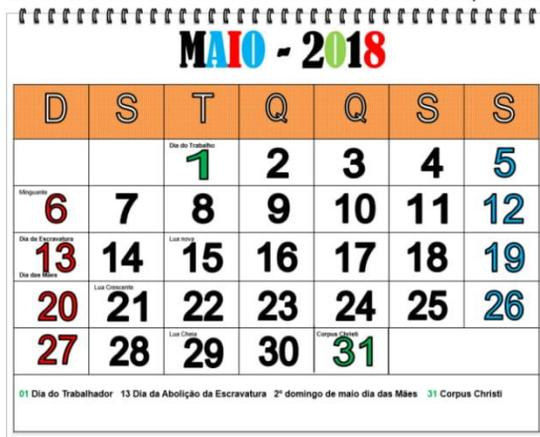 MAIO - 2018
D S T Q Q S S
Dia do Trabalho
1 2 3 4 5
Minguante
6 7 8 9 10 11 12
Dia da Escravatura Lua nova
13 14 15 16 17 18 19
Dia das Mães
Lua Crescente
20 21 22 23 24 25 26
Lua Cheia Corpus Christi
27 28 29 30 31
01 Dia do Trabalhador 13 Dia da Abolição da Escravatura 2º domingo de maio dia das Mães 31 Corpus Christi